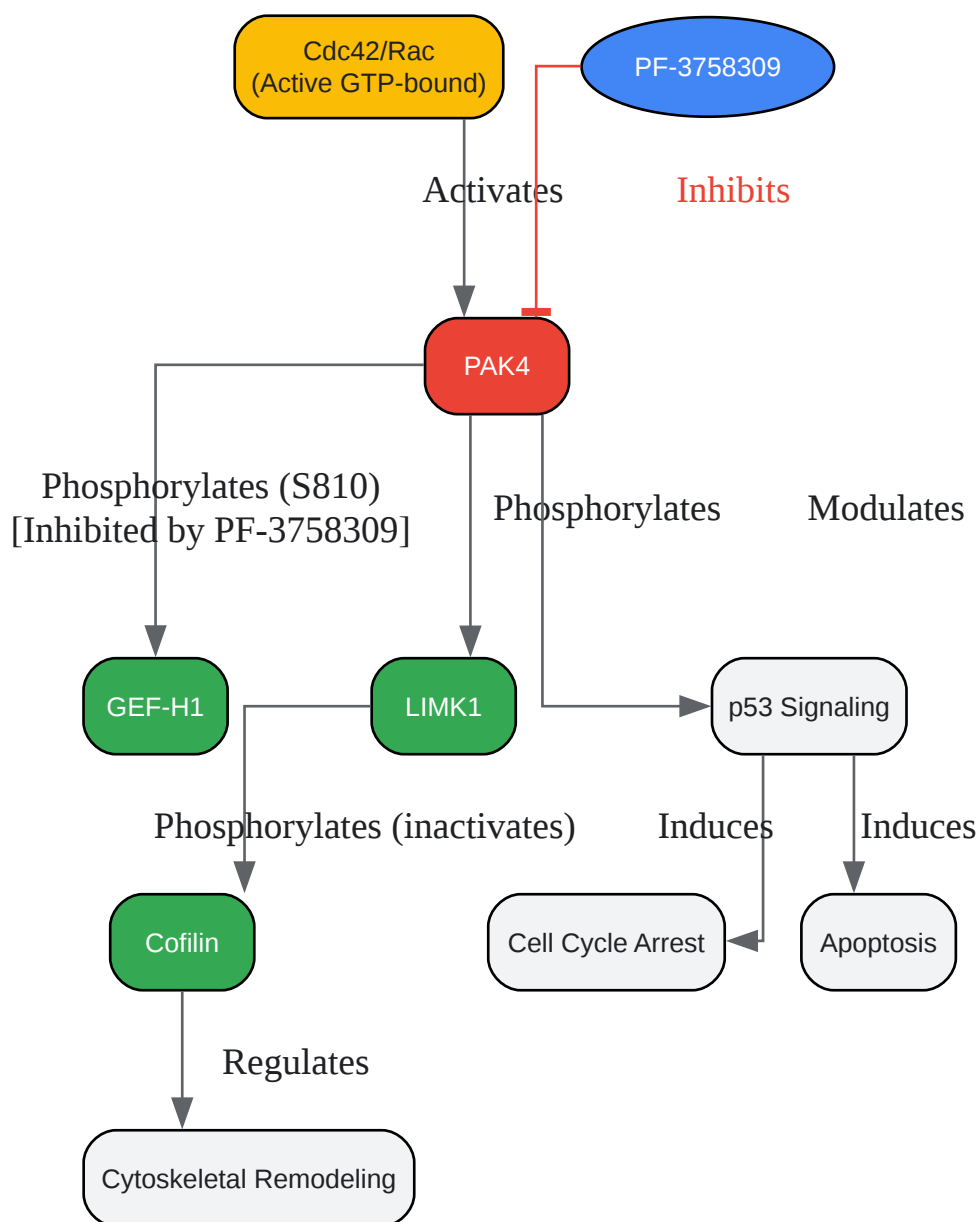 Cdc42/Rac
(Active GTP-bound)
PF-3758309
Activates
Inhibits
PAK4
Phosphorylates (S810)
[Inhibited by PF-3758309]
Phosphorylates
Modulates
GEF-H1
LIMK1
p53 Signaling
Phosphorylates (inactivates)
Induces
Induces
Cofilin
Cell Cycle Arrest
Apoptosis
Regulates
Cytoskeletal Remodeling